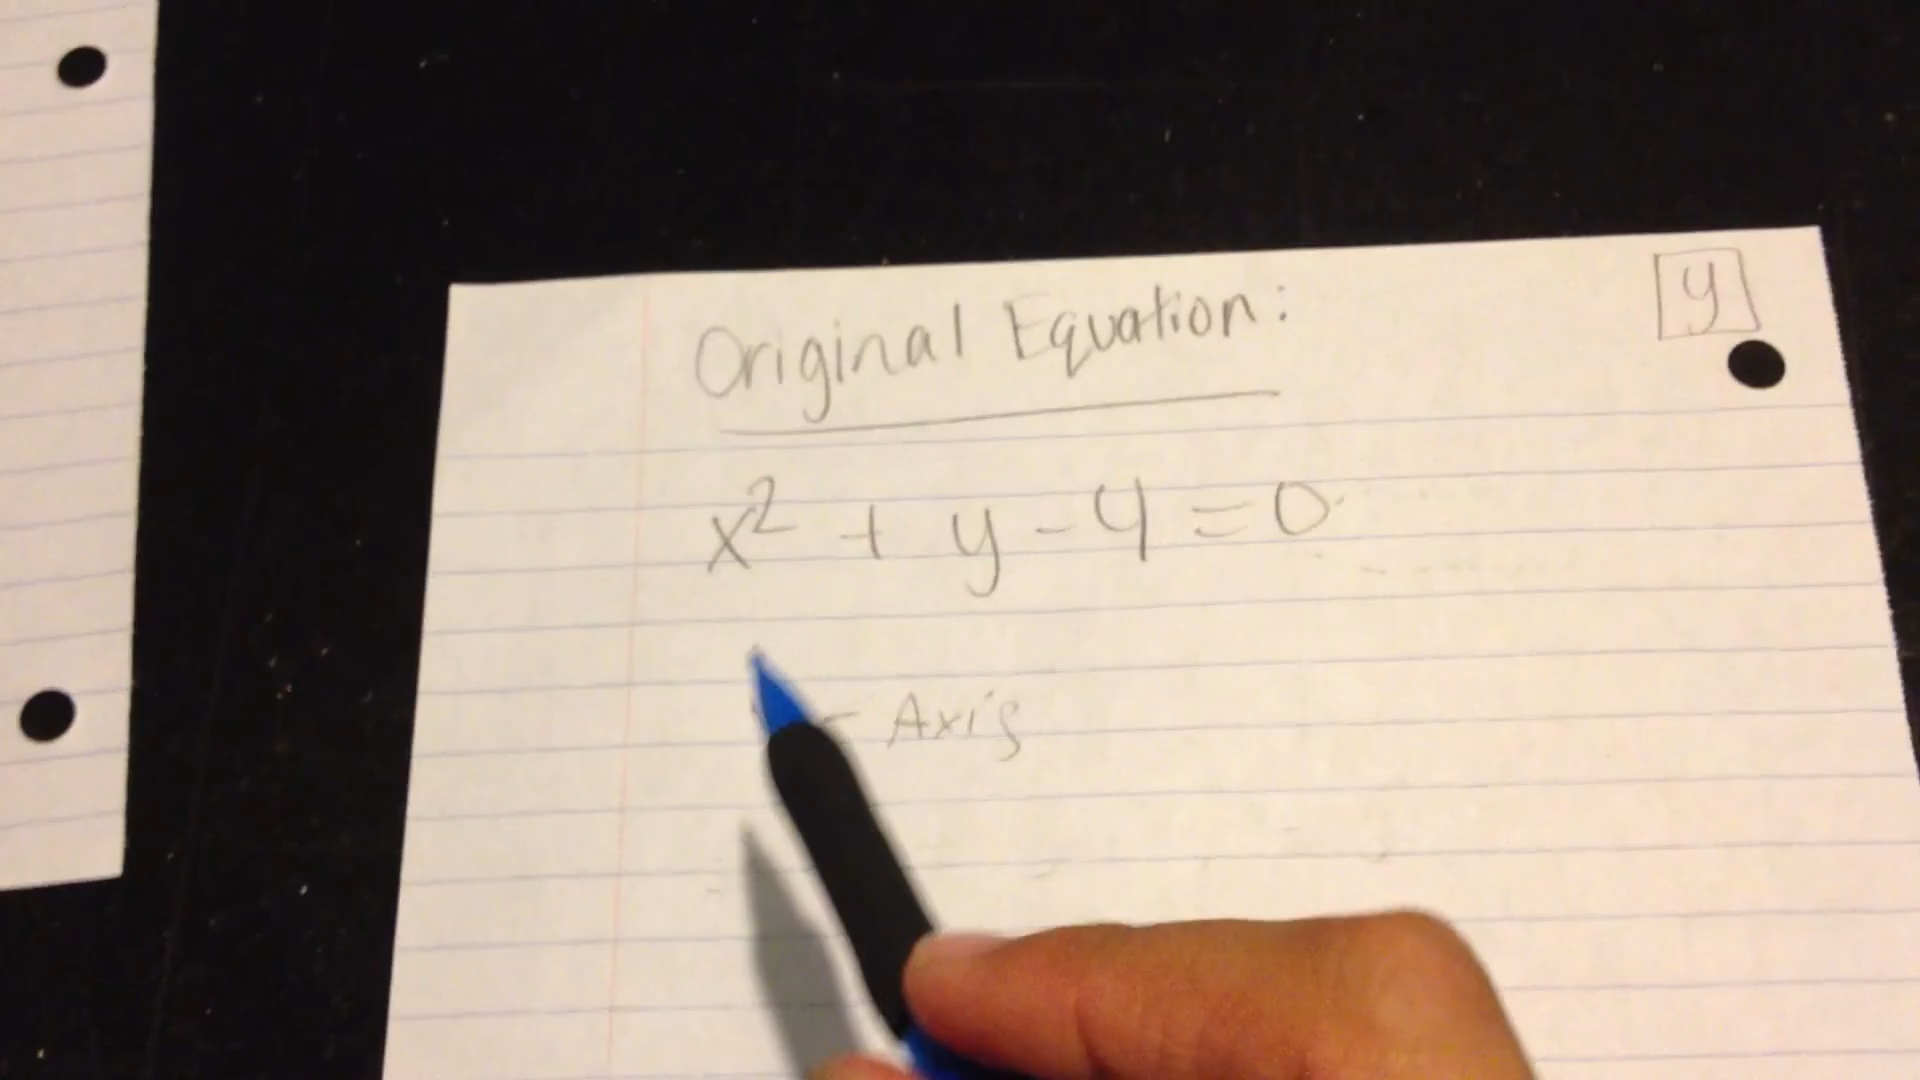 Original Equation:
y
x² + y - 4 = 0
- Axis